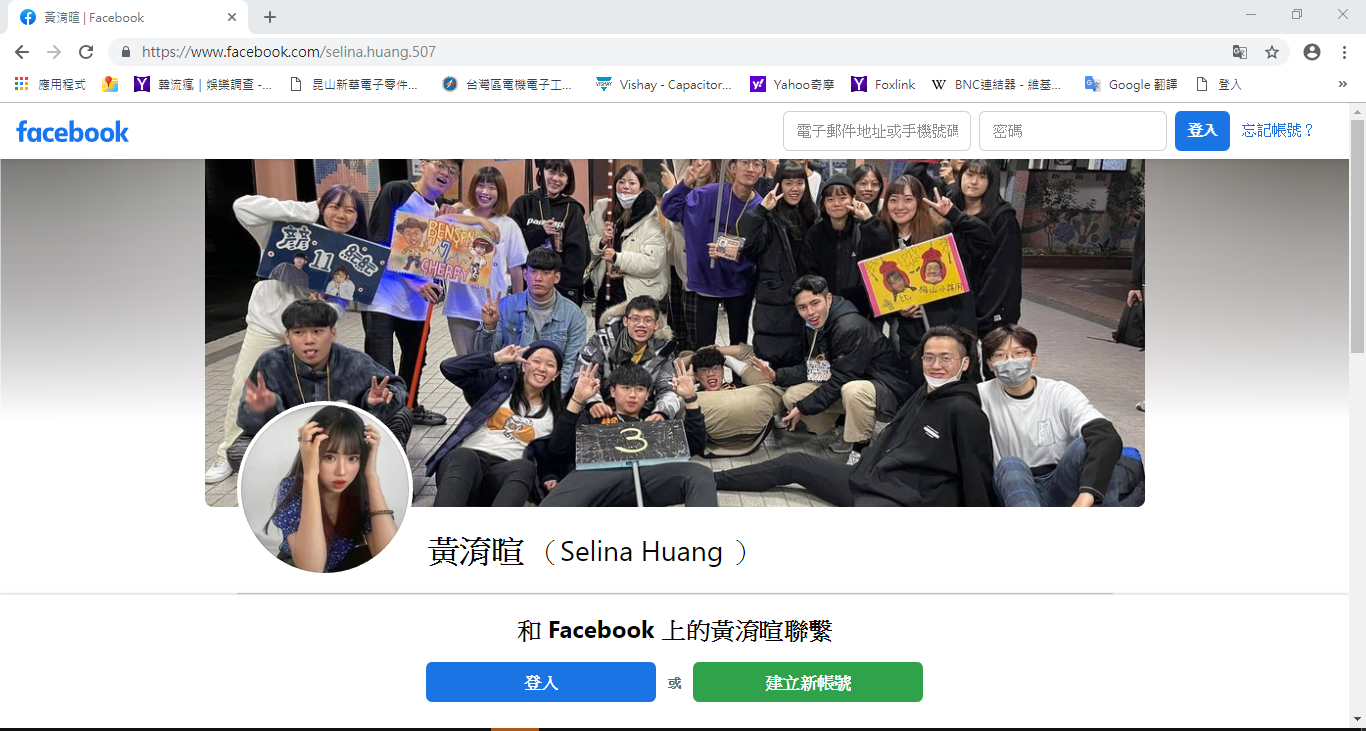 黃淯暄 | Facebook
https://www.facebook.com/selina.huang.507
應用程式 韓流瘋｜娛樂調查 -... 昆山新華電子零件... 台灣區電機電子工... Vishay - Capacitor... Yahoo奇摩 Foxlink BNC連結器 - 維基... Google 翻譯 登入 »
facebook 電子郵件地址或手機號碼 密碼 登入 忘記帳號？
BENSON
11
CHERRY
3
黃淯暄 （Selina Huang ）
和 Facebook 上的黃淯暄聯繫
登入 或 建立新帳號